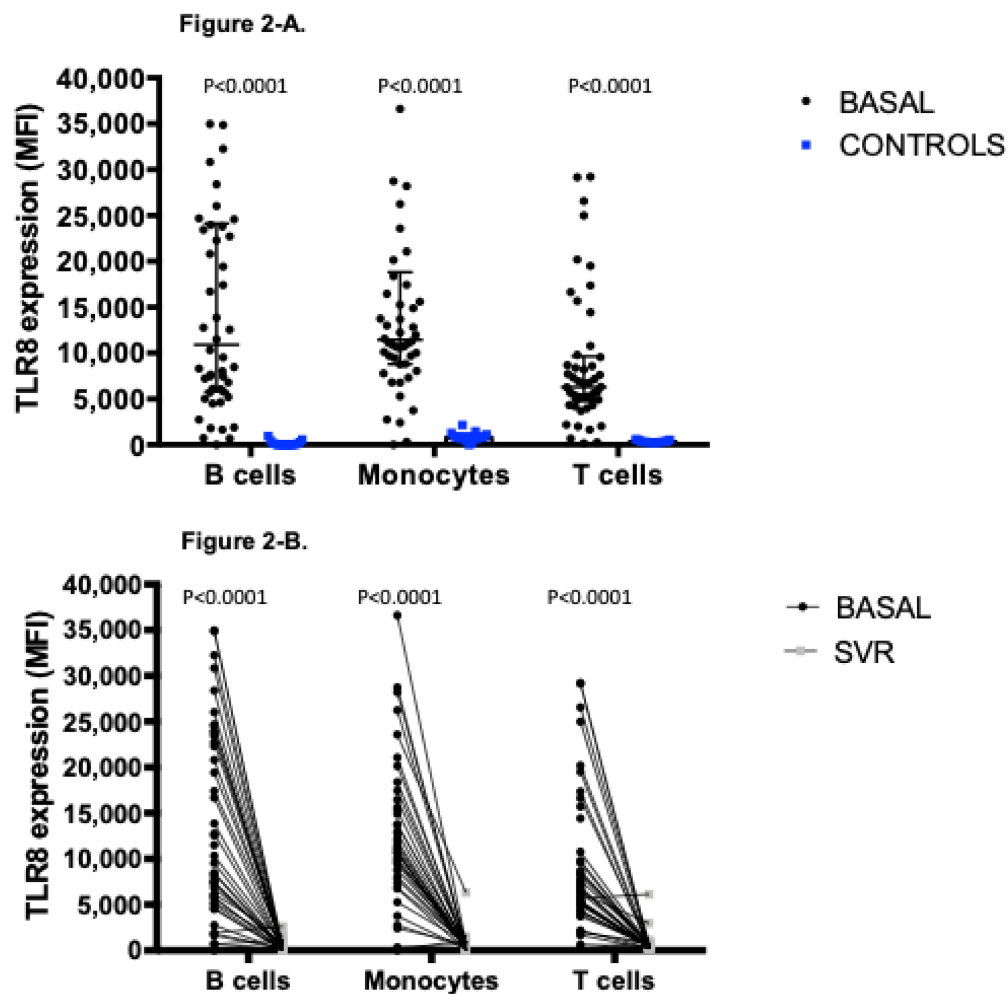 Figure 2-A.
P<0.0001 P<0.0001 P<0.0001
TLR8 expression (MFI)
40,000
35,000
30,000
25,000
20,000
15,000
10,000
5,000
0
B cells Monocytes T cells
BASAL
CONTROLS
Figure 2-B.
P<0.0001 P<0.0001 P<0.0001
TLR8 expression (MFI)
40,000
35,000
30,000
25,000
20,000
15,000
10,000
5,000
0
B cells Monocytes T cells
BASAL
SVR